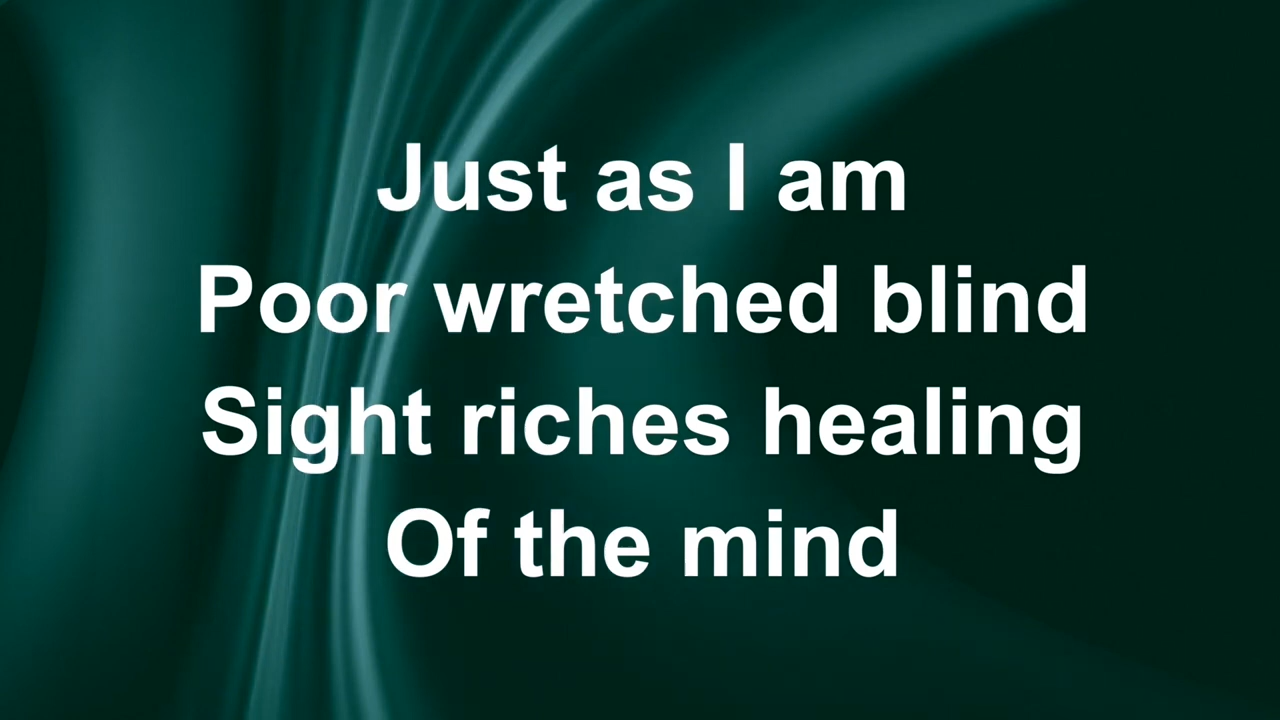 Just as I am
Poor wretched blind
Sight riches healing
Of the mind